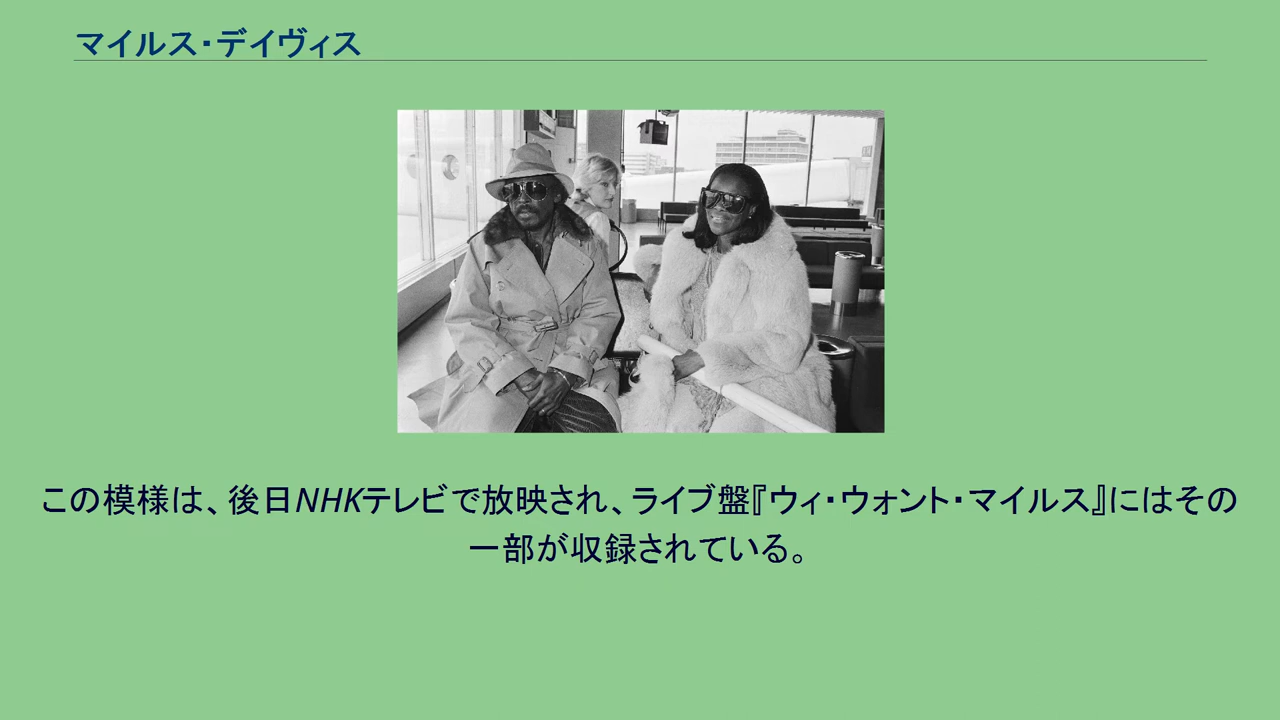 マイルス・デイヴィス
この模様は、後日NHKテレビで放映され、ライブ盤『ウィ・ウォント・マイルス』にはその
一部が収録されている。